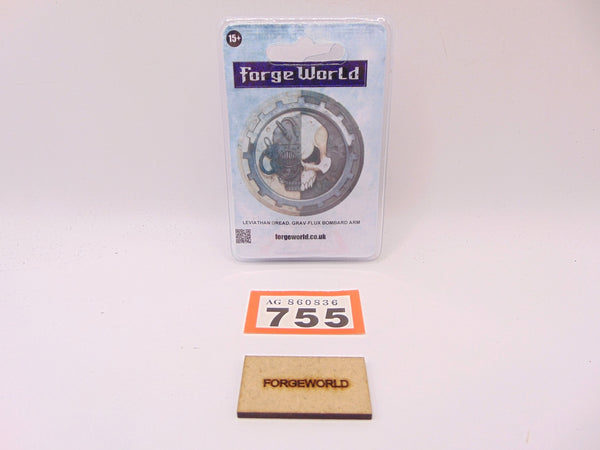 15+
Forge World
LEVIATHAN DREAD. GRAV-FLUX BOMBARD ARM
forgeworld.co.uk
AG 860836
755
FORGEWORLD